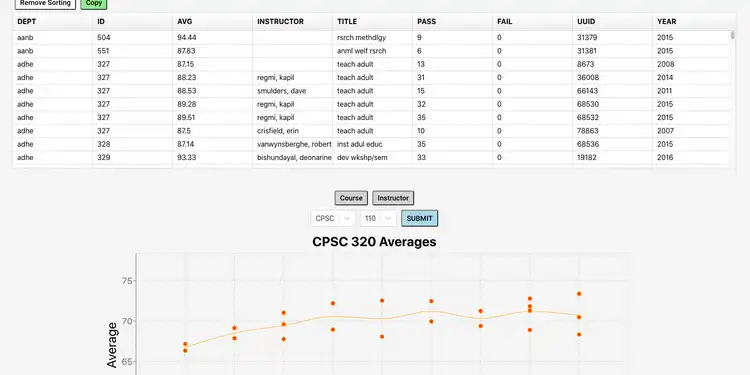 Remove Sorting Copy
DEPT ID AVG INSTRUCTOR TITLE PASS FAIL UUID YEAR
aanb 504 94.44 rsrch methdlgy 9 0 31379 2015
aanb 551 87.83 anml welf rsrch 6 0 31381 2015
adhe 327 87.15 teach adult 13 0 8673 2008
adhe 327 88.23 regmi, kapil teach adult 31 0 36008 2014
adhe 327 88.53 smulders, dave teach adult 15 0 66143 2011
adhe 327 89.28 regmi, kapil teach adult 32 0 68530 2015
adhe 327 89.51 regmi, kapil teach adult 35 0 68532 2015
adhe 327 87.5 crisfield, erin teach adult 10 0 78863 2007
adhe 328 87.14 vanwynsberghe, robert inst adul educ 35 0 68536 2015
adhe 329 93.33 bishundayal, deonarine dev wkshp/sem 33 0 19182 2016
Course Instructor
CPSC 110 SUBMIT
CPSC 320 Averages
75
70
65
Average